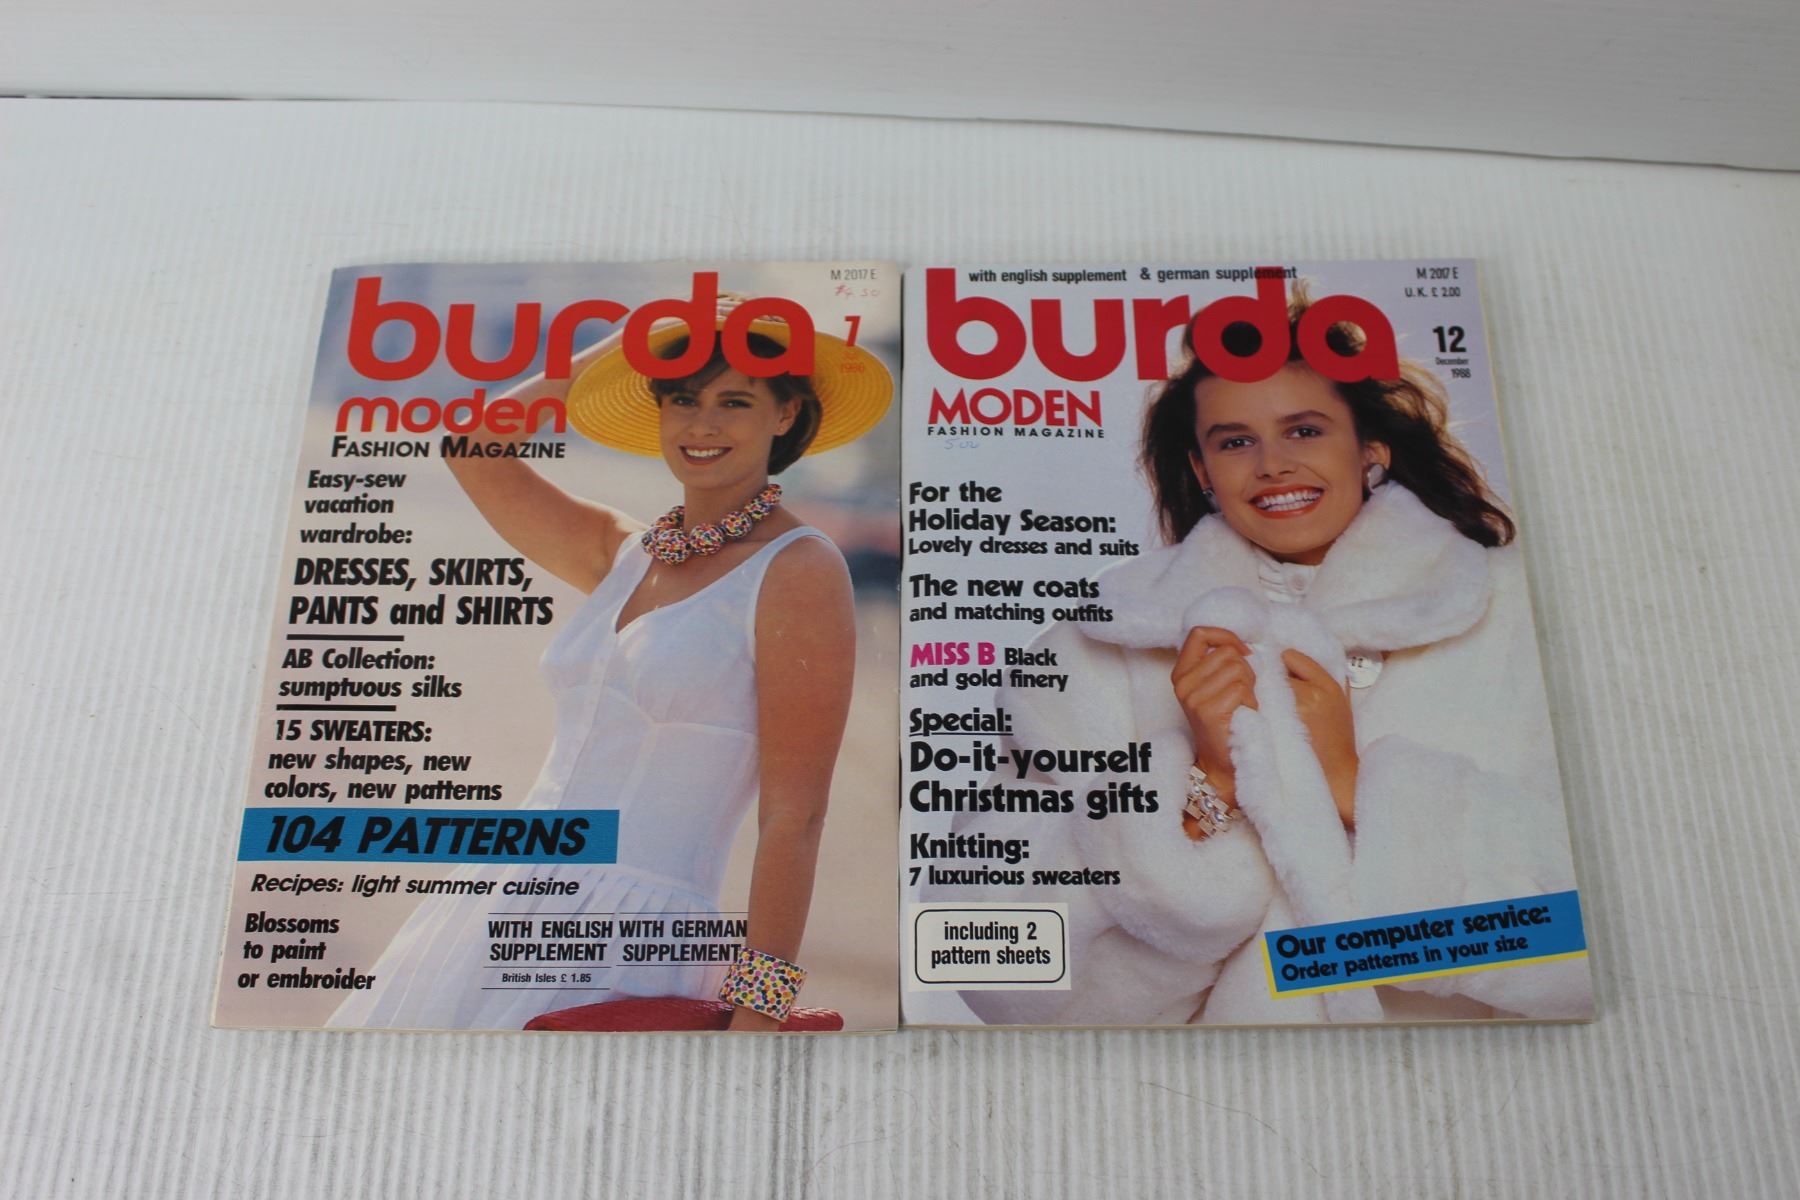 burda
M 2017 E
$4.50
7
moden
FASHION MAGAZINE
Easy-sew
vacation
wardrobe:
DRESSES, SKIRTS,
PANTS and SHIRTS
AB Collection:
sumptuous silks
15 SWEATERS:
new shapes, new
colors, new patterns
104 PATTERNS
Recipes: light summer cuisine
Blossoms
to paint
or embroider
WITH ENGLISH
SUPPLEMENT
British Isles £ 1.85
WITH GERMAN
SUPPLEMENT
with english supplement & german supplement
burda
M 2017 E
U.K. £ 2.00
12
December
1988
MODEN
FASHION MAGAZINE
For the
Holiday Season:
Lovely dresses and suits
The new coats
and matching outfits
MISS B Black
and gold finery
Special:
Do-it-yourself
Christmas gifts
Knitting:
7 luxurious sweaters
including 2
pattern sheets
Our computer service:
Order patterns in your size